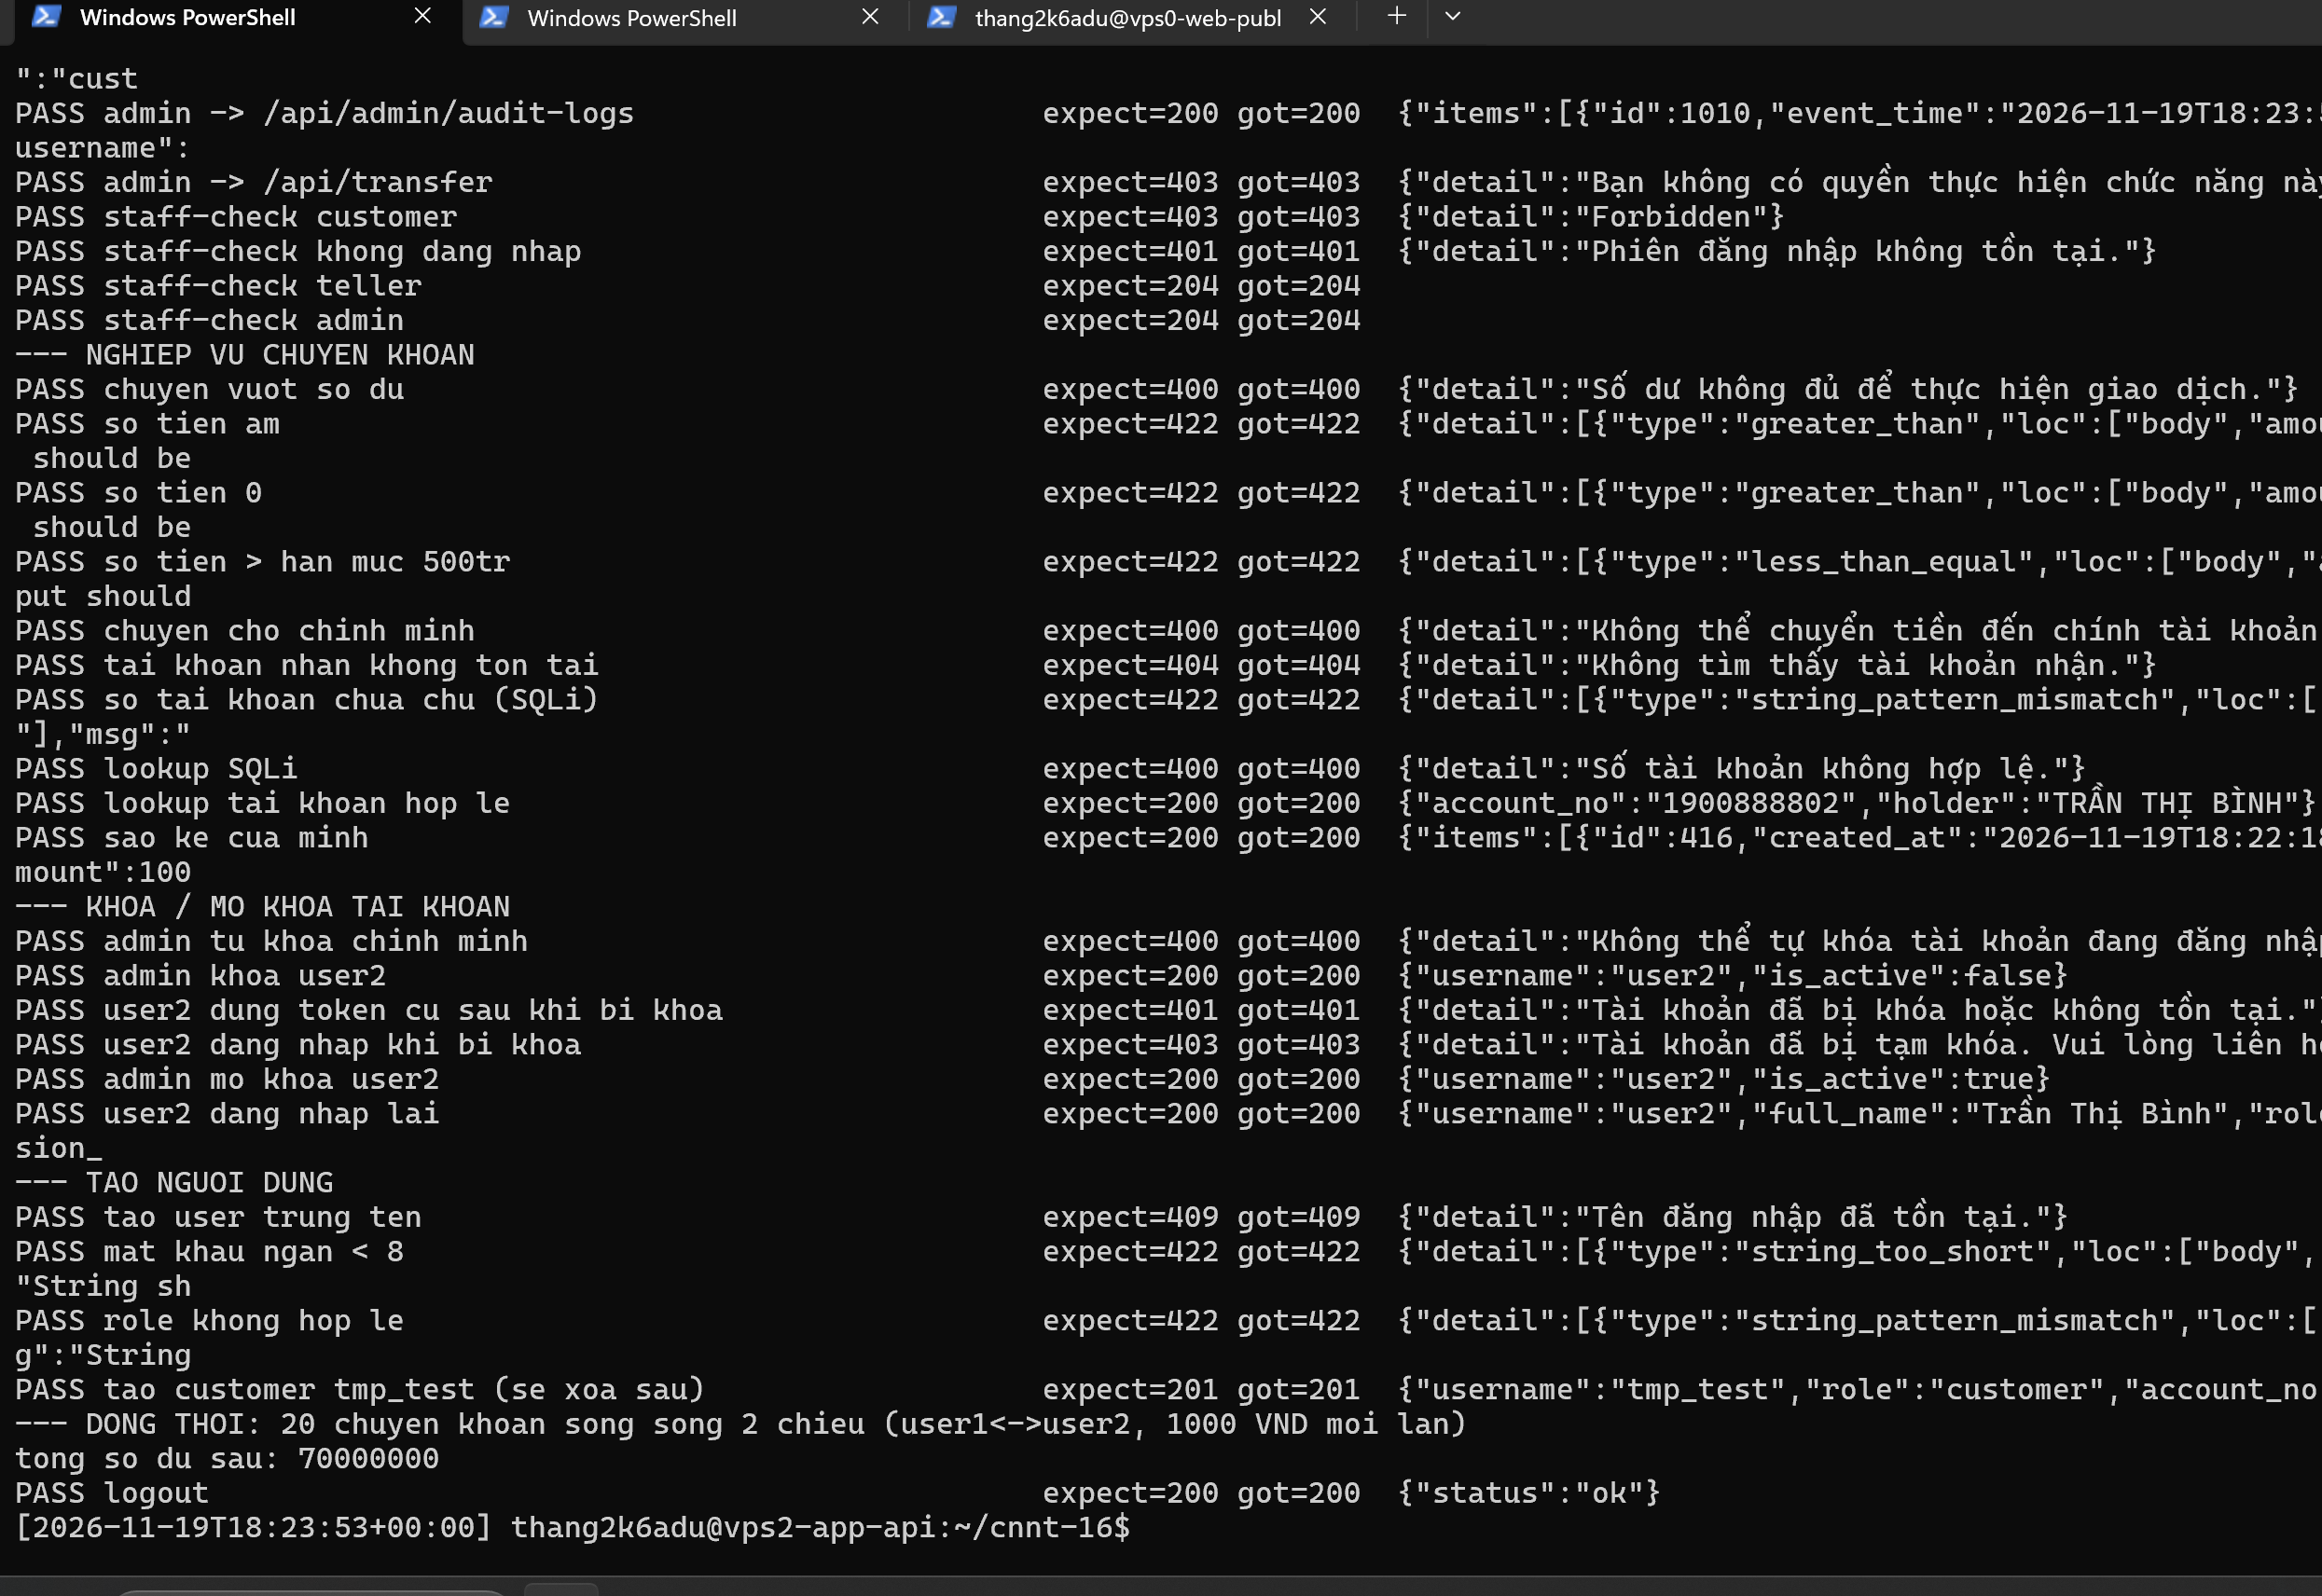 Windows PowerShell
Windows PowerShell
thang2k6adu@vps0-web-publ
":"cust
PASS admin -> /api/admin/audit-logs expect=200 got=200 {"items":[{"id":1010,"event_time":"2026-11-19T18:23:5
username":
PASS admin -> /api/transfer expect=403 got=403 {"detail":"Bạn không có quyền thực hiện chức năng này
PASS staff-check customer expect=403 got=403 {"detail":"Forbidden"}
PASS staff-check khong dang nhap expect=401 got=401 {"detail":"Phiên đăng nhập không tồn tại."}
PASS staff-check teller expect=204 got=204
PASS staff-check admin expect=204 got=204
--- NGHIEP VU CHUYEN KHOAN
PASS chuyen vuot so du expect=400 got=400 {"detail":"Số dư không đủ để thực hiện giao dịch."}
PASS so tien am expect=422 got=422 {"detail":[{"type":"greater_than","loc":["body","amou
should be
PASS so tien 0 expect=422 got=422 {"detail":[{"type":"greater_than","loc":["body","amou
should be
PASS so tien > han muc 500tr expect=422 got=422 {"detail":[{"type":"less_than_equal","loc":["body","a
put should
PASS chuyen cho chinh minh expect=400 got=400 {"detail":"Không thể chuyển tiền đến chính tài khoản
PASS tai khoan nhan khong ton tai expect=404 got=404 {"detail":"Không tìm thấy tài khoản nhận."}
PASS so tai khoan chua chu (SQLi) expect=422 got=422 {"detail":[{"type":"string_pattern_mismatch","loc":[
"],"msg":"
PASS lookup SQLi expect=400 got=400 {"detail":"Số tài khoản không hợp lệ."}
PASS lookup tai khoan hop le expect=200 got=200 {"account_no":"1900888802","holder":"TRẦN THỊ BÌNH"}
PASS sao ke cua minh expect=200 got=200 {"items":[{"id":416,"created_at":"2026-11-19T18:22:18
mount":100
--- KHOA / MO KHOA TAI KHOAN
PASS admin tu khoa chinh minh expect=400 got=400 {"detail":"Không thể tự khóa tài khoản đang đăng nhập
PASS admin khoa user2 expect=200 got=200 {"username":"user2","is_active":false}
PASS user2 dung token cu sau khi bi khoa expect=401 got=401 {"detail":"Tài khoản đã bị khóa hoặc không tồn tại."}
PASS user2 dang nhap khi bi khoa expect=403 got=403 {"detail":"Tài khoản đã bị tạm khóa. Vui lòng liên h
PASS admin mo khoa user2 expect=200 got=200 {"username":"user2","is_active":true}
PASS user2 dang nhap lai expect=200 got=200 {"username":"user2","full_name":"Trần Thị Bình","role
sion_
--- TAO NGUOI DUNG
PASS tao user trung ten expect=409 got=409 {"detail":"Tên đăng nhập đã tồn tại."}
PASS mat khau ngan < 8 expect=422 got=422 {"detail":[{"type":"string_too_short","loc":["body",
"String sh
PASS role khong hop le expect=422 got=422 {"detail":[{"type":"string_pattern_mismatch","loc":[
g":"String
PASS tao customer tmp_test (se xoa sau) expect=201 got=201 {"username":"tmp_test","role":"customer","account_no
--- DONG THOI: 20 chuyen khoan song song 2 chieu (user1<->user2, 1000 VND moi lan)
tong so du sau: 70000000
PASS logout expect=200 got=200 {"status":"ok"}
[2026-11-19T18:23:53+00:00] thang2k6adu@vps2-app-api:~/cnnt-16$